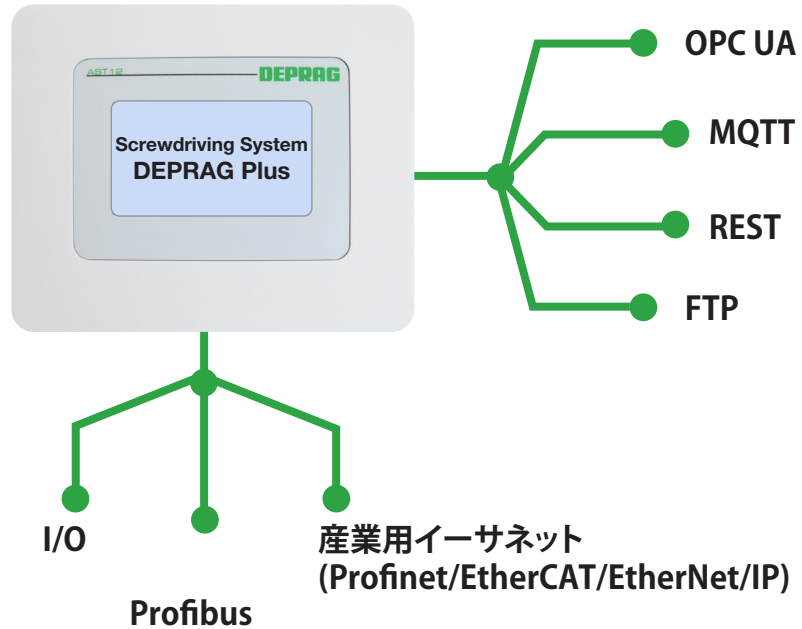 AST12
DEPRAG
Screwdriving System
DEPRAG Plus
OPC UA
MQTT
REST
FTP
I/O
Profibus
産業用イーサネット
(Profinet/EtherCAT/EtherNet/IP)